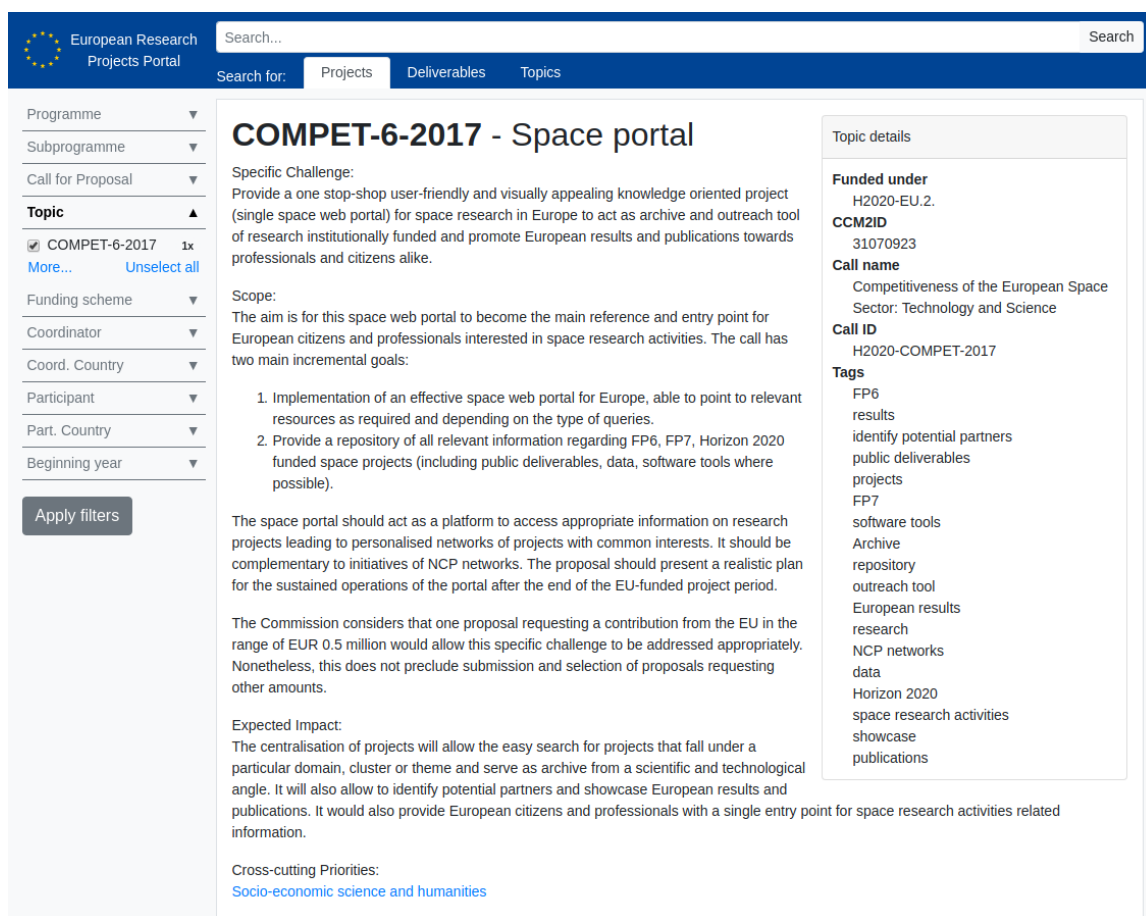 European Research
Projects Portal
Search...
Search
Search for:
Projects
Deliverables
Topics
Programme ▼
Subprogramme ▼
Call for Proposal ▼
Topic ▲
COMPET-6-2017 1x
More... Unselect all
Funding scheme ▼
Coordinator ▼
Coord. Country ▼
Participant ▼
Part. Country ▼
Beginning year ▼
Apply filters
COMPET-6-2017 - Space portal
Specific Challenge:
Provide a one stop-shop user-friendly and visually appealing knowledge oriented project
(single space web portal) for space research in Europe to act as archive and outreach tool
of research institutionally funded and promote European results and publications towards
professionals and citizens alike.
Scope:
The aim is for this space web portal to become the main reference and entry point for
European citizens and professionals interested in space research activities. The call has
two main incremental goals:
1. Implementation of an effective space web portal for Europe, able to point to relevant
resources as required and depending on the type of queries.
2. Provide a repository of all relevant information regarding FP6, FP7, Horizon 2020
funded space projects (including public deliverables, data, software tools where
possible).
The space portal should act as a platform to access appropriate information on research
projects leading to personalised networks of projects with common interests. It should be
complementary to initiatives of NCP networks. The proposal should present a realistic plan
for the sustained operations of the portal after the end of the EU-funded project period.
The Commission considers that one proposal requesting a contribution from the EU in the
range of EUR 0.5 million would allow this specific challenge to be addressed appropriately.
Nonetheless, this does not preclude submission and selection of proposals requesting
other amounts.
Expected Impact:
The centralisation of projects will allow the easy search for projects that fall under a
particular domain, cluster or theme and serve as archive from a scientific and technological
angle. It will also allow to identify potential partners and showcase European results and
publications. It would also provide European citizens and professionals with a single entry point for space research activities related
information.
Cross-cutting Priorities:
Socio-economic science and humanities
Topic details
Funded under
H2020-EU.2.
CCM2ID
31070923
Call name
Competitiveness of the European Space
Sector: Technology and Science
Call ID
H2020-COMPET-2017
Tags
FP6
results
identify potential partners
public deliverables
projects
FP7
software tools
Archive
repository
outreach tool
European results
research
NCP networks
data
Horizon 2020
space research activities
showcase
publications